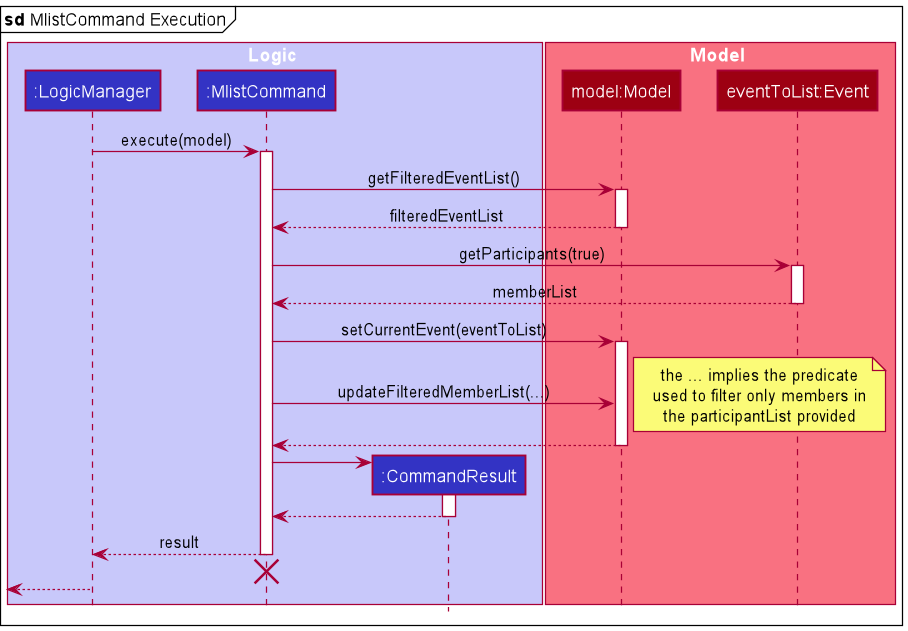 sd MlistCommand Execution
Logic
Model
:LogicManager
:MlistCommand
model:Model
eventToList:Event
execute(model)
getFilteredEventList()
filteredEventList
getParticipants(true)
memberList
setCurrentEvent(eventToList)
the ... implies the predicate
used to filter only members in
the participantList provided
updateFilteredMemberList(...)
:CommandResult
result